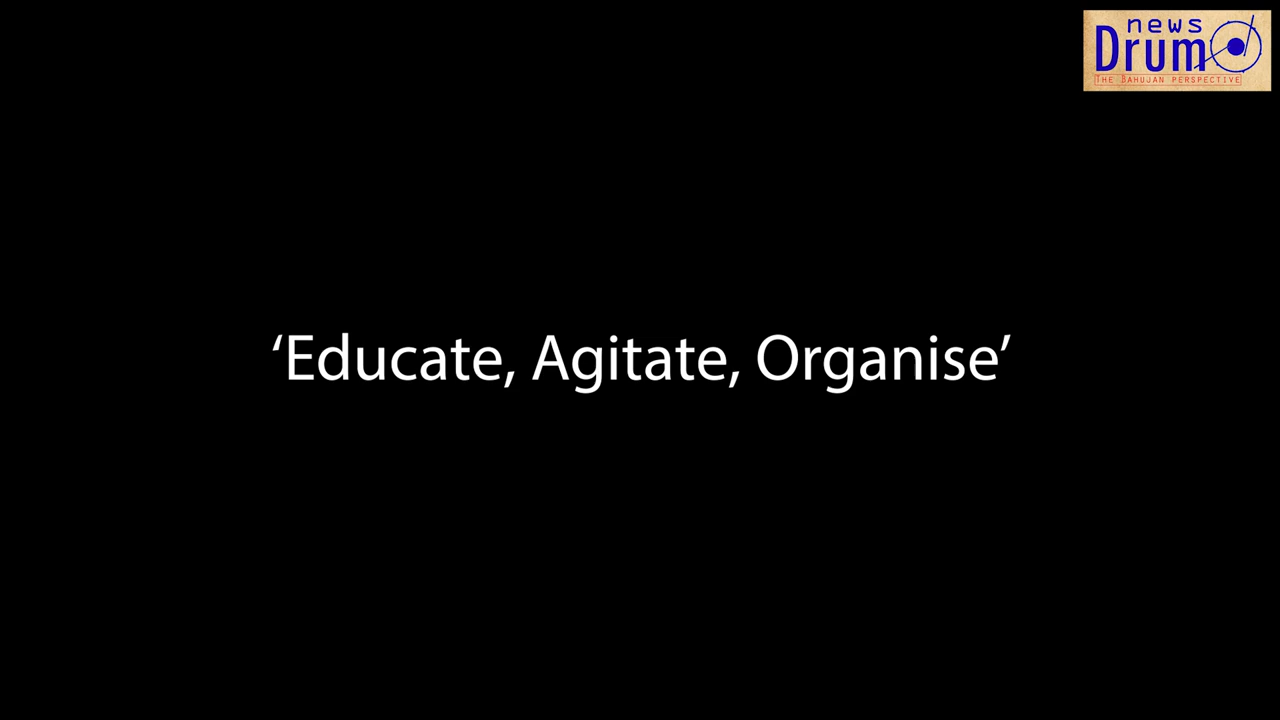 news
Drum
THE BAHUJAN PERSPECTIVE
‘Educate, Agitate, Organise’